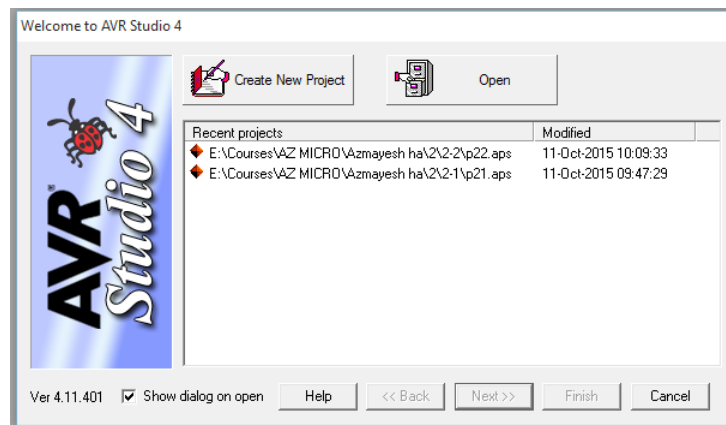 Welcome to AVR Studio 4
AVR® Studio 4
Create New Project
Open
Recent projects Modified
E:\Courses\AZ MICRO\Azmayesh ha\2\2-2\p22.aps 11-Oct-2015 10:09:33
E:\Courses\AZ MICRO\Azmayesh ha\2\2-1\p21.aps 11-Oct-2015 09:47:29
Ver 4.11.401 Show dialog on open Help << Back Next >> Finish Cancel